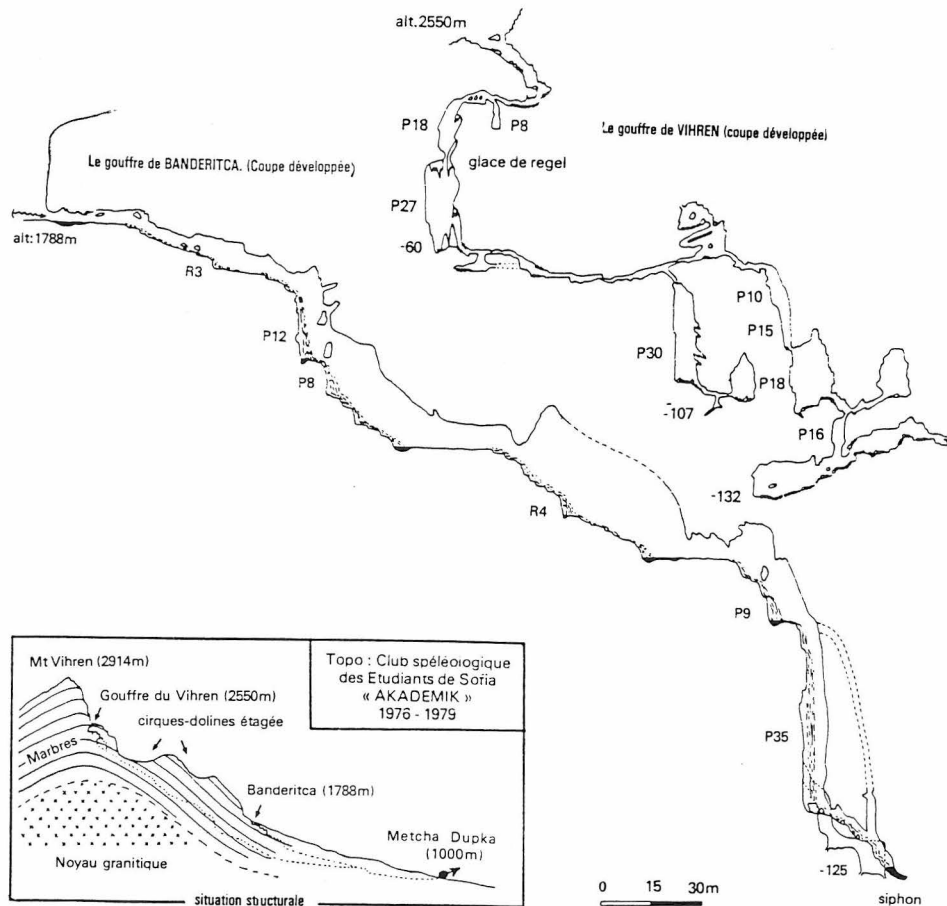 alt.2550m
P18
P8
Le gouffre de VIHREN (coupe développée)
Le gouffre de BANDERITCA. (Coupe développée)
glace de regel
P27
alt:1788m
-60
R3
P10
P12
P15
P30
P8
P18
-107
P16
-132
R4
P9
P35
-125
siphon
0 15 30m
Mt Vihren (2914m)
Gouffre du Vihren (2550m)
cirques-dolines étagée
Marbres
Banderitca (1788m)
Metcha Dupka
(1000m)
Noyau granitique
situation structurale
Topo : Club spéléologique
des Etudiants de Sofia
« AKADEMIK »
1976 - 1979